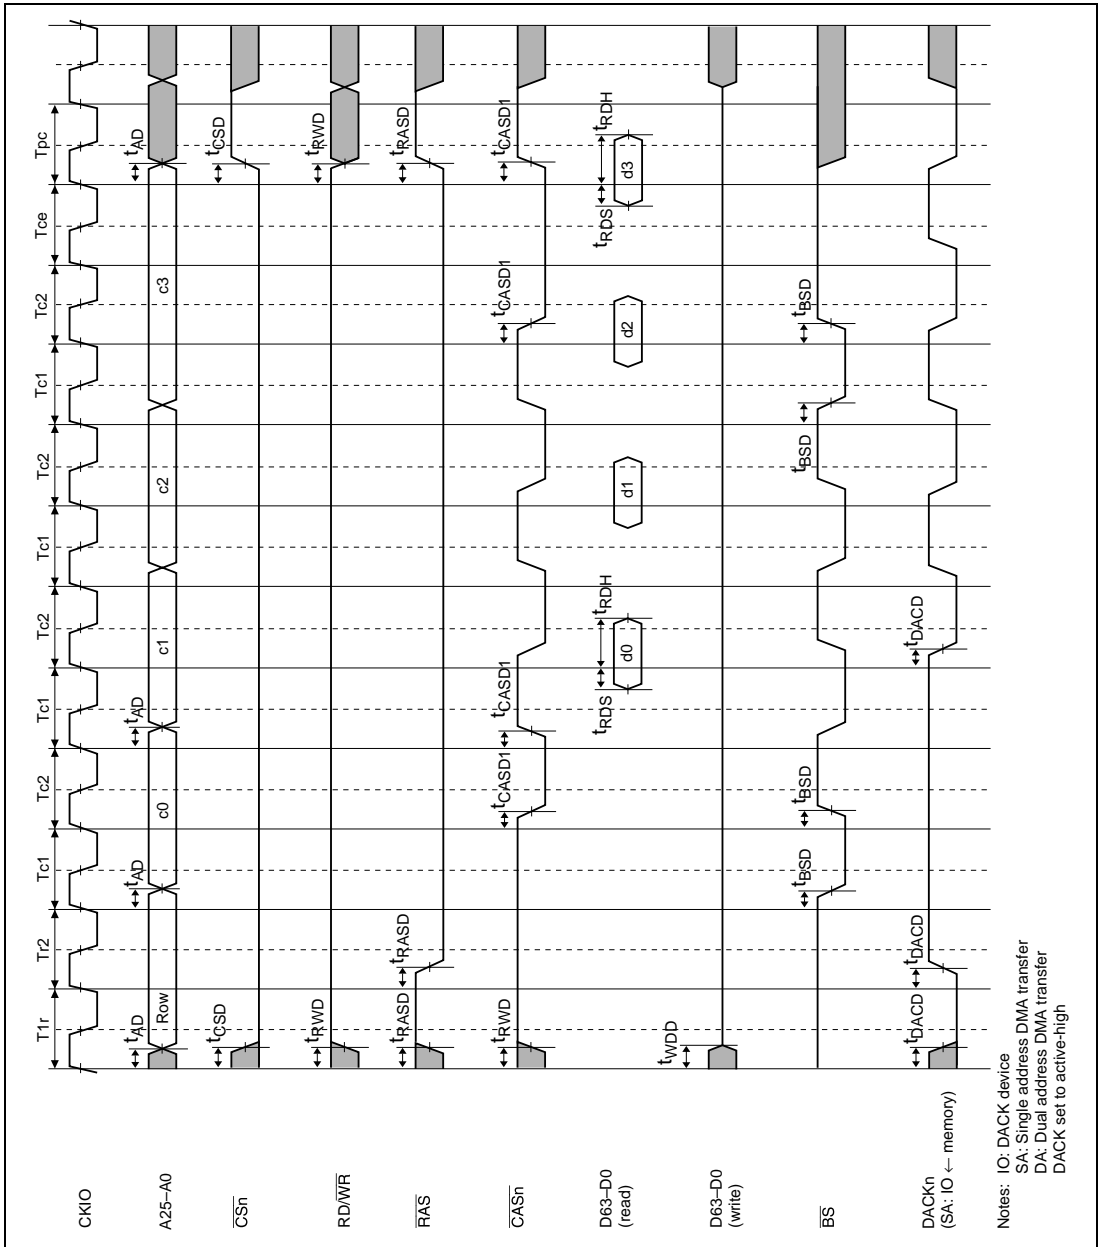 T1r Tr2 Tc1 Tc2 Tc1 Tc2 Tc1 Tc2 Tc1 Tc2 Tce Tpc
CKIO
tAD tAD tAD tAD
A25–A0 Row c0 c1 c2 c3
tCSD tCSD
CSn
tRWD tRWD
RD/WR
tRASD tRASD tRASD
RAS
tRWD tCASD1 tCASD1 tCASD1 tCASD1
CASn
tRDS tRDH tRDS tRDH
D63–D0 d0 d1 d2 d3
(read)
tWDD
D63–D0
(write)
tBSD tBSD tBSD tBSD
BS
tDACD tDACD tDACD
DACKn
(SA: IO ← memory)
Notes: IO: DACK device
SA: Single address DMA transfer
DA: Dual address DMA transfer
DACK set to active-high